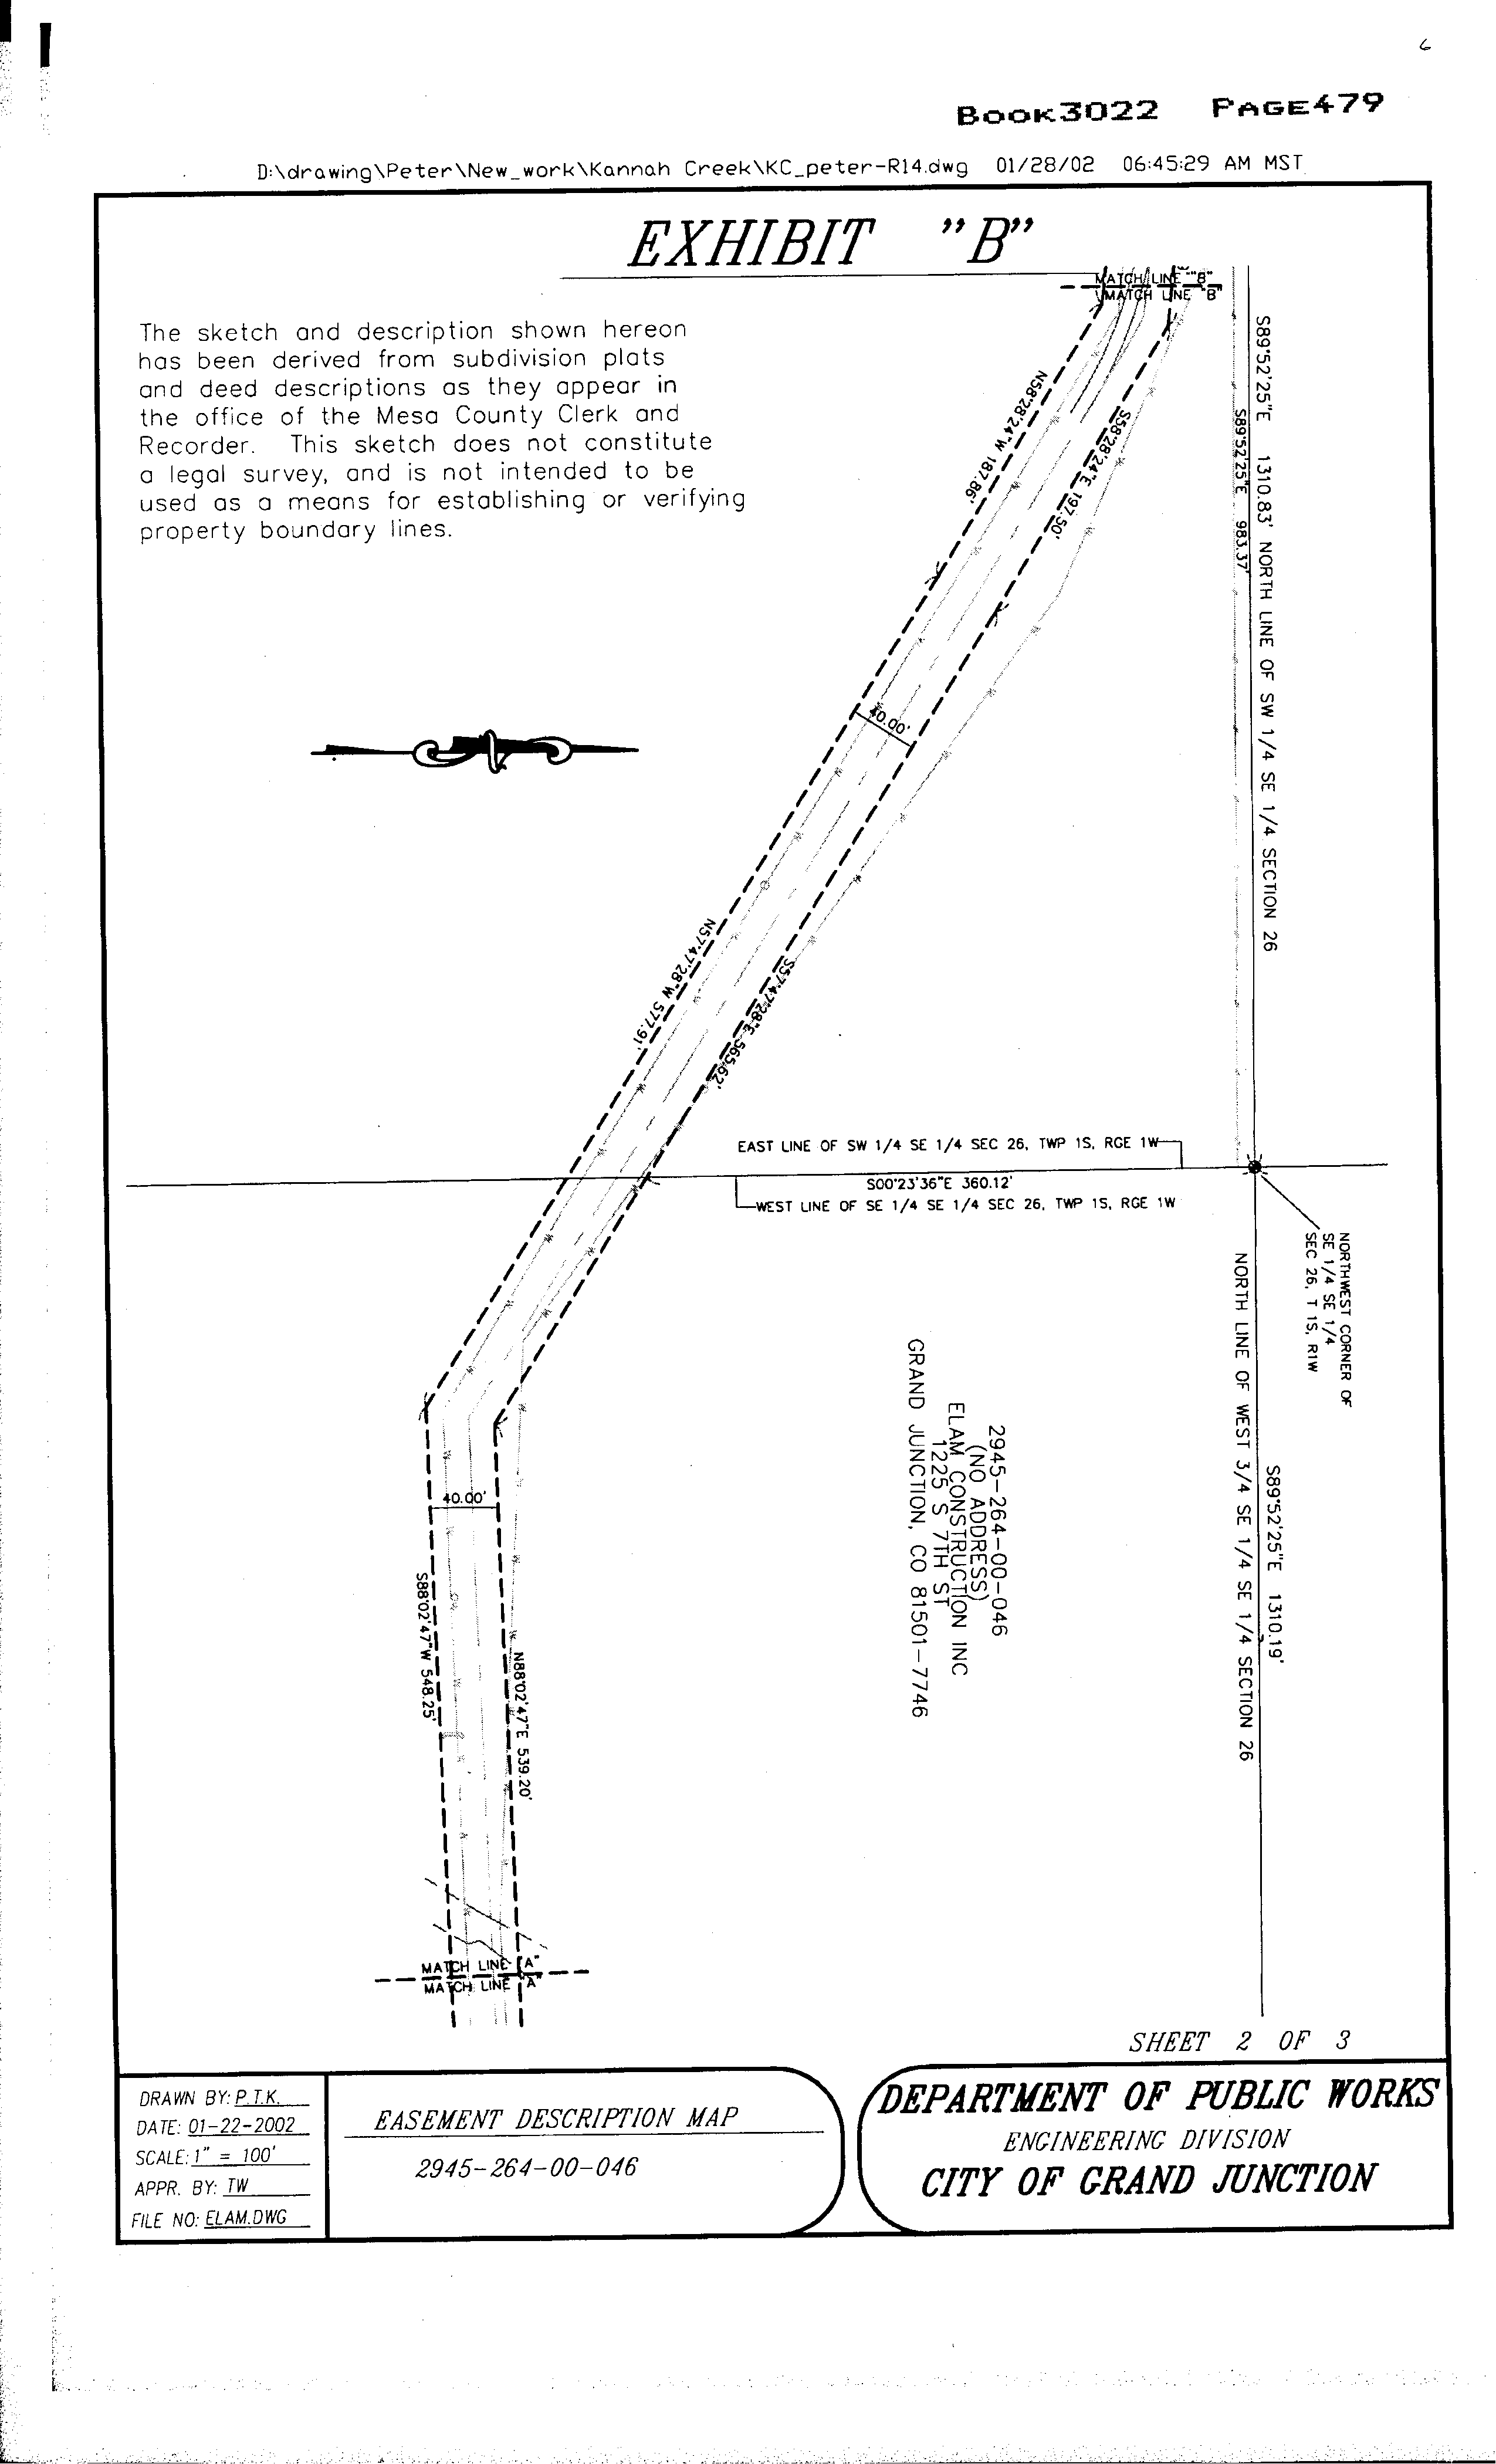 6
BOOK3022 PAGE479
D:\drawing\Peter\New_work\Kannah Creek\KC_peter-R14.dwg 01/28/02 06:45:29 AM MST
EXHIBIT "B"
MATCH LINE "B"
MATCH LINE "B"
The sketch and description shown hereon
has been derived from subdivision plats
and deed descriptions as they appear in
the office of the Mesa County Clerk and
Recorder. This sketch does not constitute
a legal survey, and is not intended to be
used as a means for establishing or verifying
property boundary lines.
N58°28'24"W 187.86'
S58°28'24"E 197.50'
S89°52'25"E 983.37'
S89°52'25"E 1310.83' NORTH LINE OF SW 1/4 SE 1/4 SECTION 26
40.00'
N57°47'28"W 577.91'
S57°47'28"E 565.62'
EAST LINE OF SW 1/4 SE 1/4 SEC 26, TWP 1S, RGE 1W
S00°23'36"E 360.12'
WEST LINE OF SE 1/4 SE 1/4 SEC 26, TWP 1S, RGE 1W
NORTHWEST CORNER OF
SE 1/4 SE 1/4
SEC 26, T 1S, R1W
NORTH LINE OF WEST 3/4 SE 1/4 SE 1/4 SECTION 26
S89°52'25"E 1310.19'
2945-264-00-046
(NO ADDRESS)
ELAM CONSTRUCTION INC
1225 S 7TH ST
GRAND JUNCTION, CO 81501-7746
40.00'
S88°02'47"W 548.25'
N88°02'47"E 539.20'
MATCH LINE "A"
MATCH LINE "A"
SHEET 2 OF 3
DRAWN BY: P.T.K.
DATE: 01-22-2002
SCALE: 1" = 100'
APPR. BY: TW
FILE NO: ELAM.DWG
EASEMENT DESCRIPTION MAP
2945-264-00-046
DEPARTMENT OF PUBLIC WORKS
ENGINEERING DIVISION
CITY OF GRAND JUNCTION